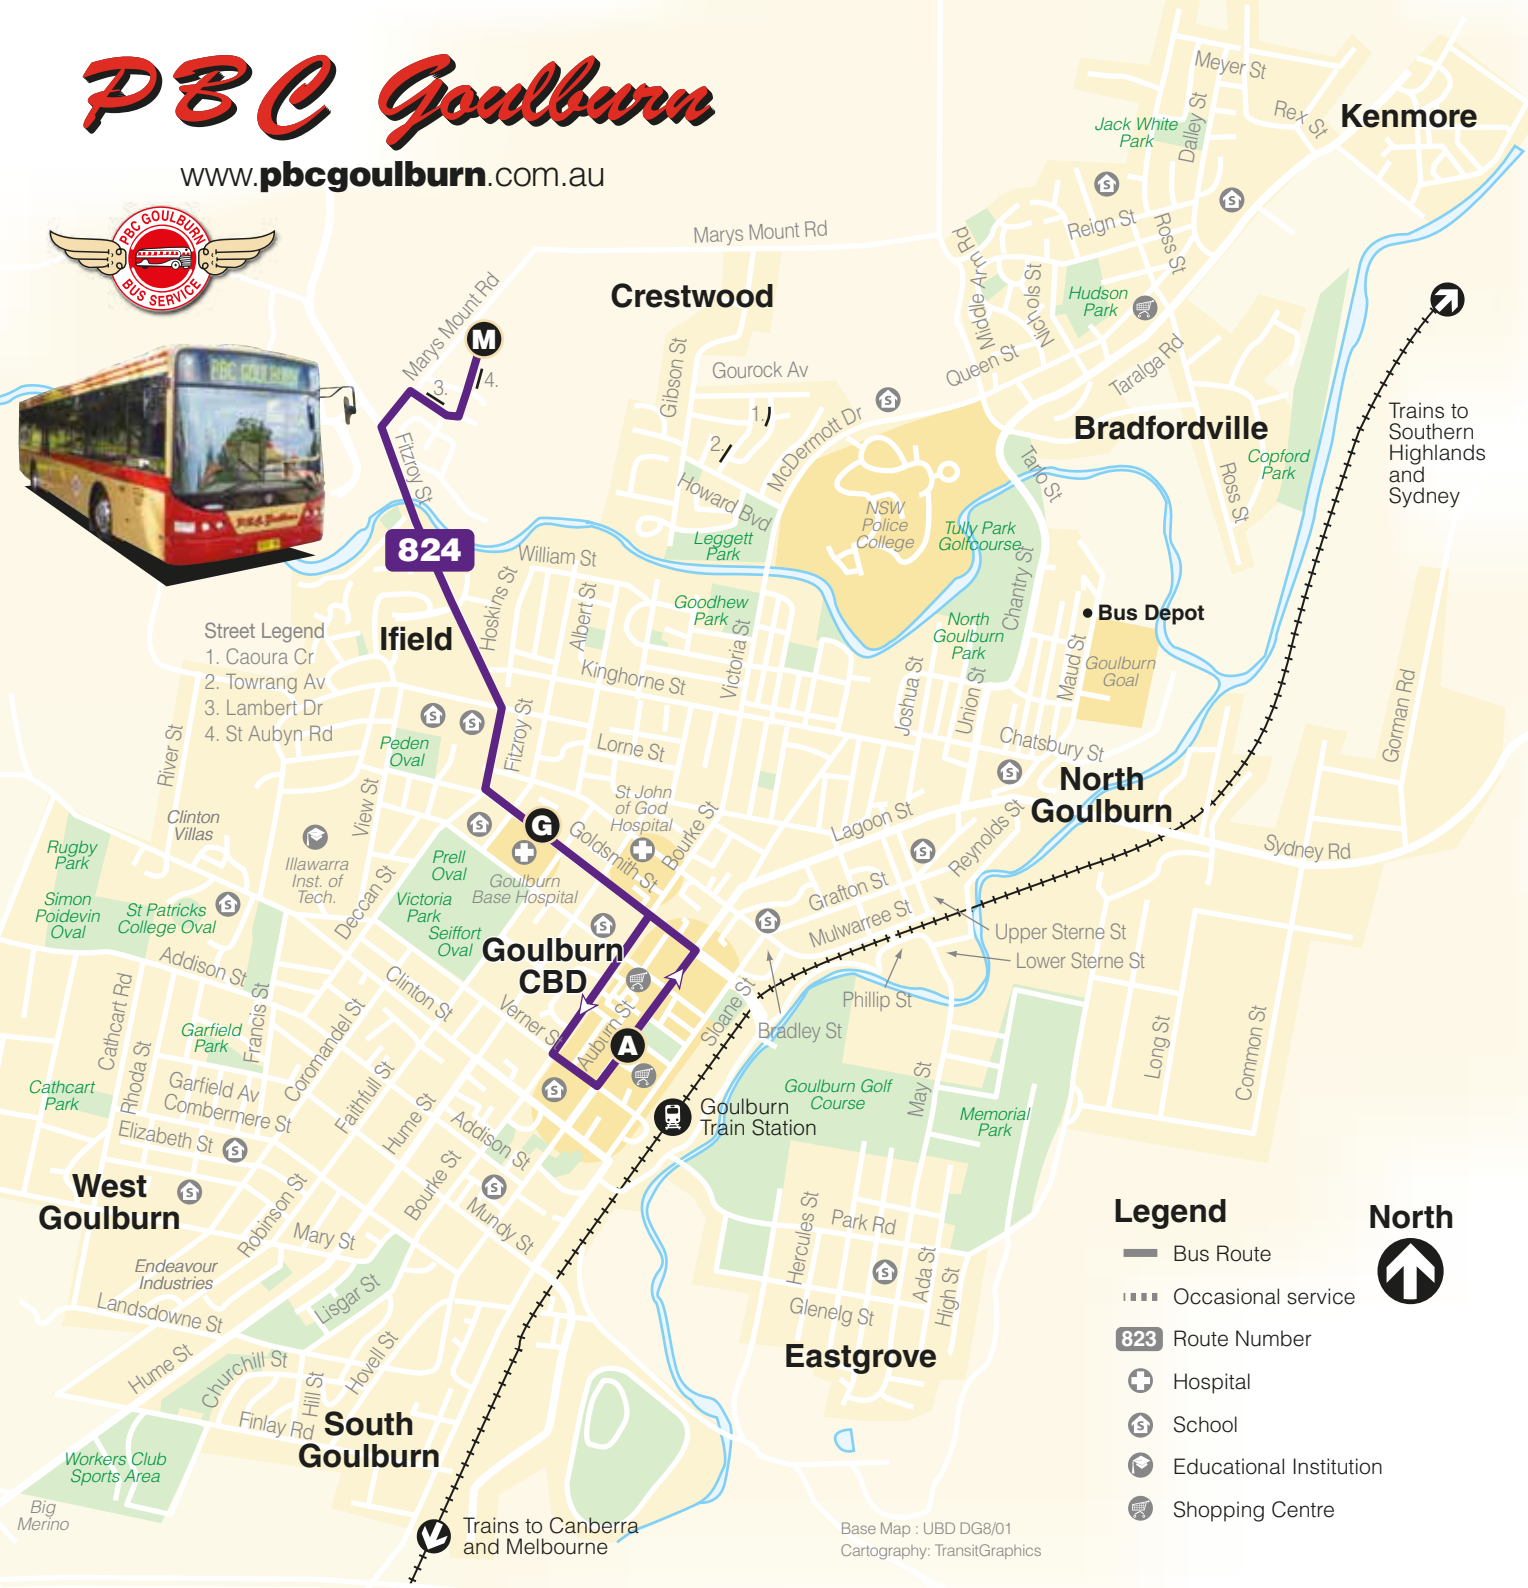 PBC Goulburn
www.pbcgoulburn.com.au
PBC GOULBURN
BUS SERVICE
PBC GOULBURN
Street Legend
1. Caoura Cr
2. Towrang Av
3. Lambert Dr
4. St Aubyn Rd
Kenmore
Meyer St
Rex St
Dalley St
Jack White
Park
Reign St
Ross St
Marys Mount Rd
Middle Arm Rd
Nichols St
Hudson
Park
Crestwood
Marys Mount Rd
M
3.
4.
Gibson St
Gourock Av
Queen St
Taralga Rd
1.
2.
McDermott Dr
Bradfordville
Trains to
Southern
Highlands
and
Sydney
Fitzroy St
Howard Bvd
Tarlo St
Copford
Park
Ross St
NSW
Police
College
Tully Park
Golfcourse
Leggett
Park
824
William St
Hoskins St
Albert St
Goodhew
Park
Chantry St
North
Goulburn
Park
Bus Depot
Ifield
Victoria St
Kinghorne St
Joshua St
Union St
Maud St
Goulburn
Goal
Gorman Rd
River St
Peden
Oval
Fitzroy St
Lorne St
Chatsbury St
North
Goulburn
View St
Clinton
Villas
St John
of God
Hospital
Bourke St
Lagoon St
Reynolds St
Sydney Rd
G
Goldsmith St
Rugby
Park
Illawarra
Inst. of
Tech.
Prell
Oval
Goulburn
Base Hospital
Grafton St
Mulwarree St
Simon
Poidevin
Oval
St Patricks
College Oval
Deccan St
Victoria
Park
Seiffort
Oval
Goulburn
CBD
Upper Sterne St
Lower Sterne St
Phillip St
Bradley St
Addison St
Clinton St
Verner St
Auburn St
Sloane St
A
Cathcart Rd
Francis St
Garfield
Park
Coromandel St
Rhoda St
Faithfull St
Long St
Common St
Cathcart
Park
Garfield Av
Combermere St
Elizabeth St
Hume St
Addison St
Goulburn
Train Station
Goulburn Golf
Course
May St
Memorial
Park
West
Goulburn
Robinson St
Bourke St
Mundy St
Mary St
Hercules St
Park Rd
Ada St
High St
Glenelg St
Endeavour
Industries
Landsdowne St
Lisgar St
Eastgrove
Hume St
Churchill St
Hill St
Hovell St
Finlay Rd
South
Goulburn
Workers Club
Sports Area
Big
Merino
Trains to Canberra
and Melbourne
Legend
North
Bus Route
Occasional service
823 Route Number
Hospital
School
Educational Institution
Shopping Centre
Base Map : UBD DG8/01
Cartography: TransitGraphics